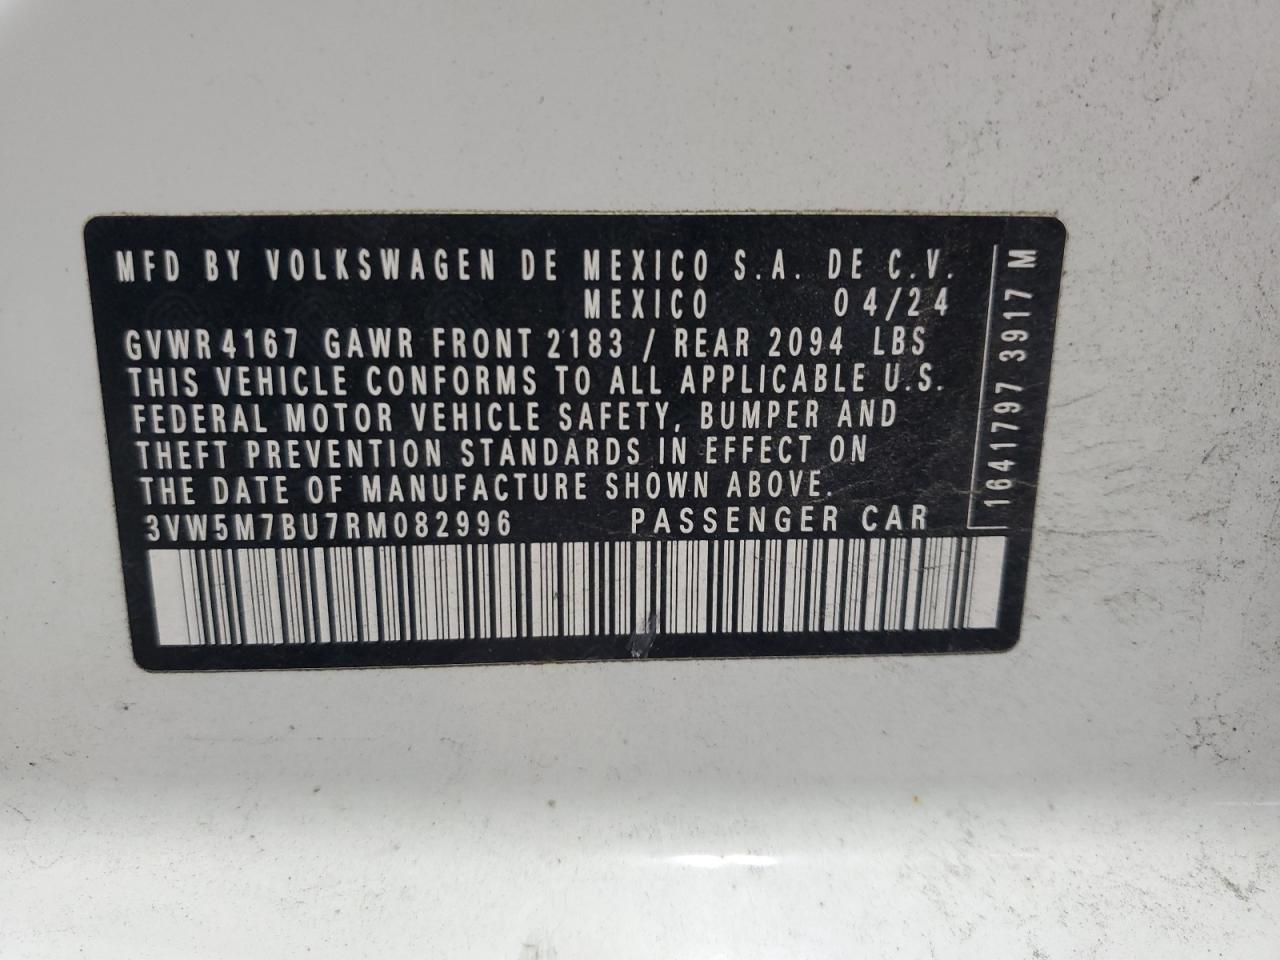 MFD BY VOLKSWAGEN DE MEXICO S.A. DE C.V.
MEXICO 04/24
GVWR 4167 GAWR FRONT 2183 / REAR 2094 LBS
THIS VEHICLE CONFORMS TO ALL APPLICABLE U.S.
FEDERAL MOTOR VEHICLE SAFETY, BUMPER AND
THEFT PREVENTION STANDARDS IN EFFECT ON
THE DATE OF MANUFACTURE SHOWN ABOVE.
3VW5M7BU7RM082996 PASSENGER CAR
1641797 3917 M